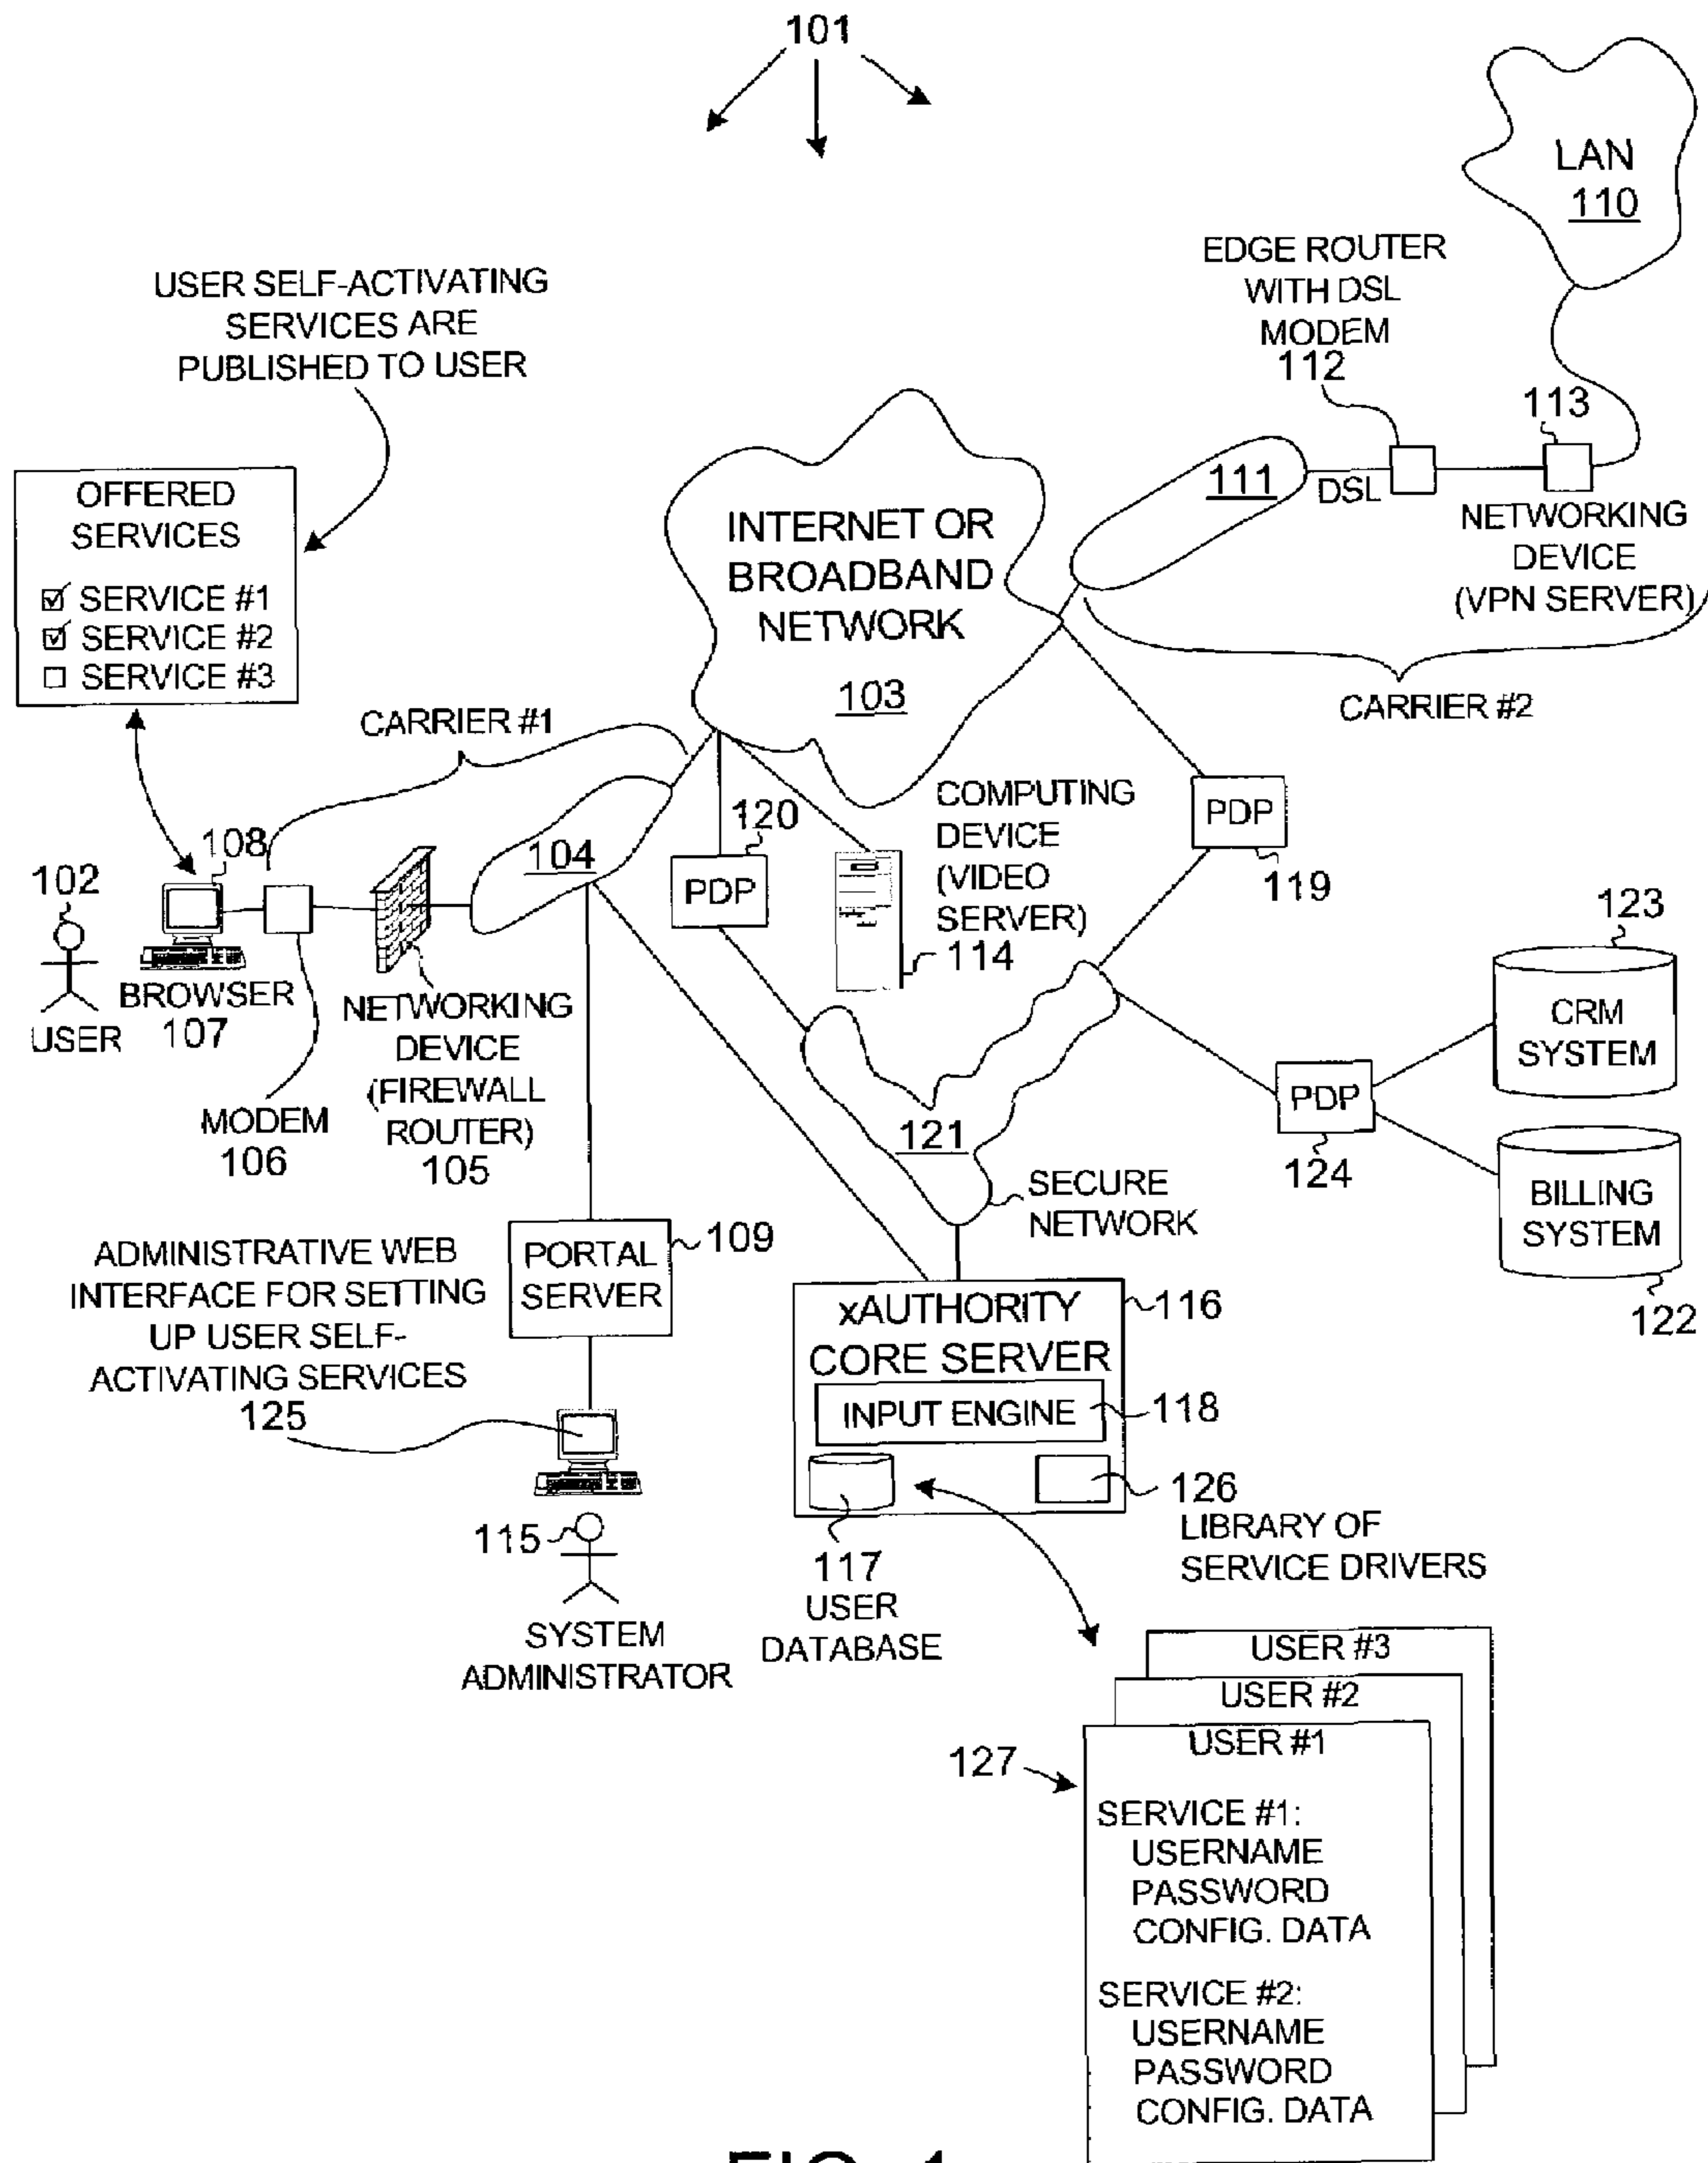 101
LAN
110
EDGE ROUTER
WITH DSL
MODEM
112
113
111
DSL
NETWORKING
DEVICE
(VPN SERVER)
CARRIER #2
USER SELF-ACTIVATING
SERVICES ARE
PUBLISHED TO USER
OFFERED
SERVICES
SERVICE #1
SERVICE #2
SERVICE #3
INTERNET OR
BROADBAND
NETWORK
103
CARRIER #1
104
120
PDP
COMPUTING
DEVICE
(VIDEO
SERVER)
114
PDP
119
102
USER
108
BROWSER
107
MODEM
106
NETWORKING
DEVICE
(FIREWALL
ROUTER)
105
123
CRM
SYSTEM
PDP
124
BILLING
SYSTEM
122
121
SECURE
NETWORK
ADMINISTRATIVE WEB
INTERFACE FOR SETTING
UP USER SELF-
ACTIVATING SERVICES
125
PORTAL
SERVER
109
115
SYSTEM
ADMINISTRATOR
xAUTHORITY
CORE SERVER
116
INPUT ENGINE
118
117
USER
DATABASE
126
LIBRARY OF
SERVICE DRIVERS
USER #3
USER #2
USER #1
127
SERVICE #1:
USERNAME
PASSWORD
CONFIG. DATA
SERVICE #2:
USERNAME
PASSWORD
CONFIG. DATA
FIG. 1